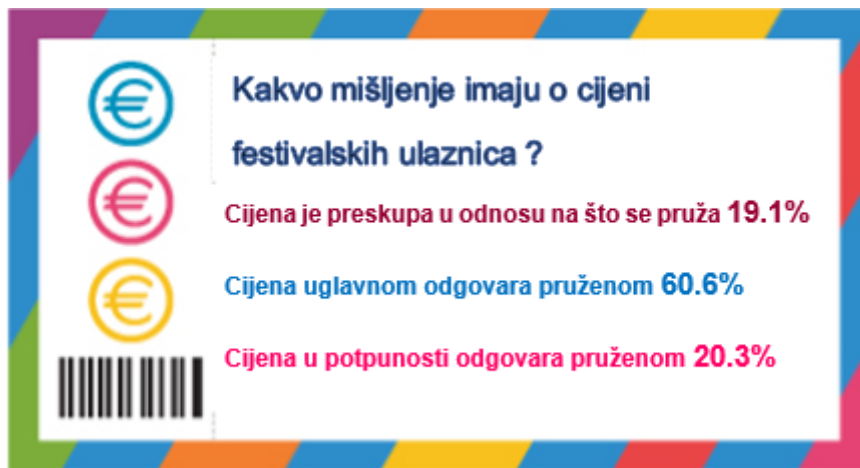 Kakvo mišljenje imaju o cijeni
festivalskih ulaznica ?
Cijena je preskupa u odnosu na što se pruža 19.1%
Cijena uglavnom odgovara pruženom 60.6%
Cijena u potpunosti odgovara pruženom 20.3%